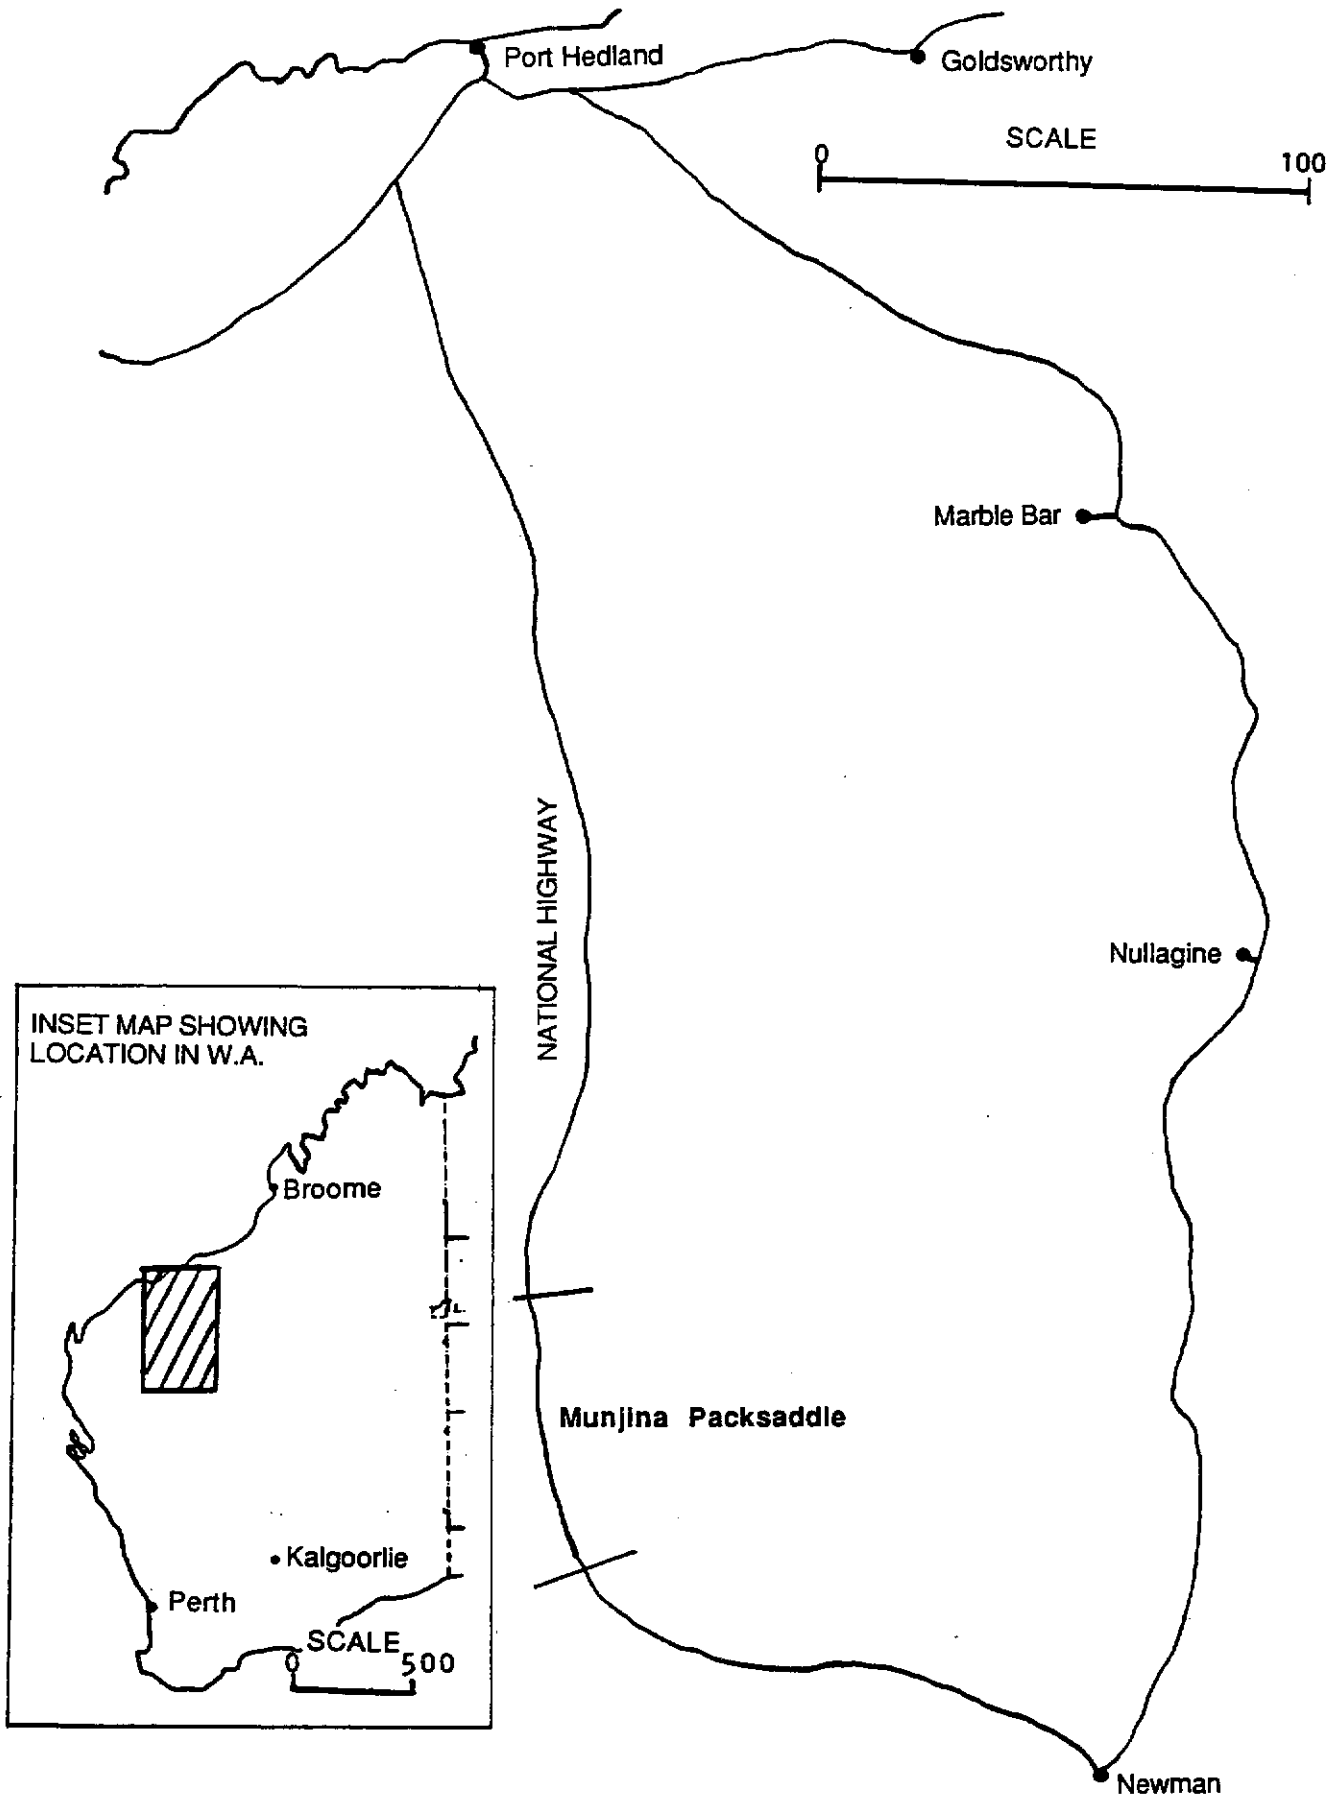 Port Hedland
Goldsworthy
SCALE
0 100
Marble Bar
NATIONAL HIGHWAY
Nullagine
INSET MAP SHOWING
LOCATION IN W.A.
Broome
Munjina Packsaddle
Kalgoorlie
Perth
SCALE
0 500
Newman